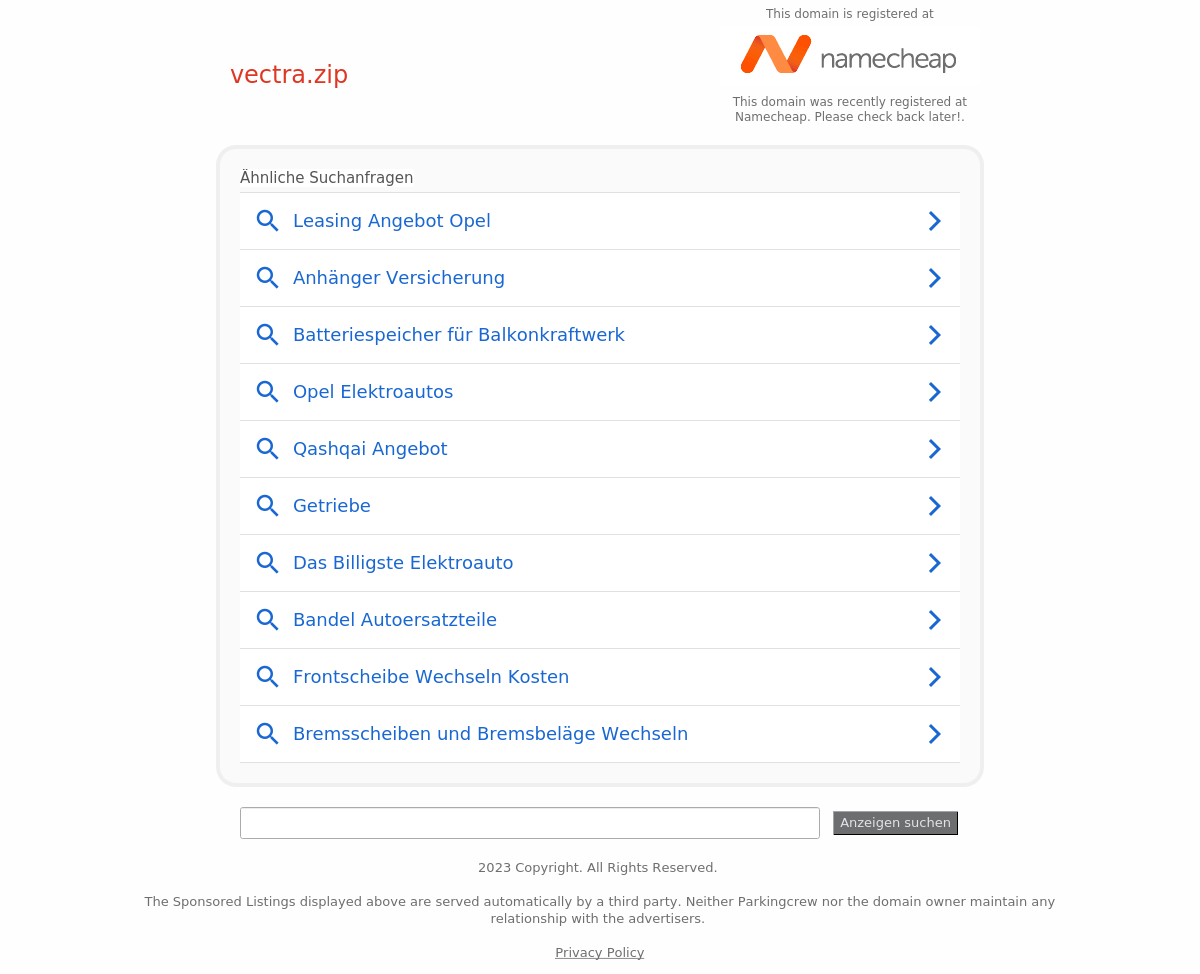 This domain is registered at
namecheap
vectra.zip
This domain was recently registered at
Namecheap. Please check back later!.
Ähnliche Suchanfragen
Leasing Angebot Opel
Anhänger Versicherung
Batteriespeicher für Balkonkraftwerk
Opel Elektroautos
Qashqai Angebot
Getriebe
Das Billigste Elektroauto
Bandel Autoersatzteile
Frontscheibe Wechseln Kosten
Bremsscheiben und Bremsbeläge Wechseln
Anzeigen suchen
2023 Copyright. All Rights Reserved.
The Sponsored Listings displayed above are served automatically by a third party. Neither Parkingcrew nor the domain owner maintain any
relationship with the advertisers.
Privacy Policy